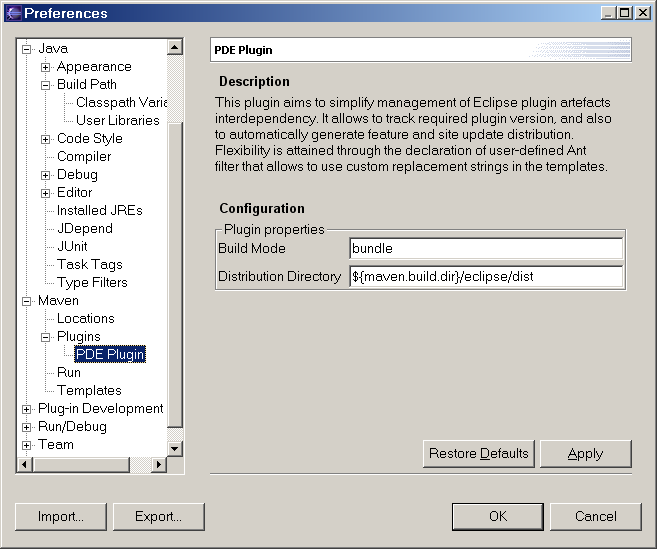 Preferences
Java
Appearance
Build Path
Classpath Varia
User Libraries
Code Style
Compiler
Debug
Editor
Installed JREs
JDepend
JUnit
Task Tags
Type Filters
Maven
Locations
Plugins
PDE Plugin
Run
Templates
Plug-in Development
Run/Debug
Team
PDE Plugin
Description
This plugin aims to simplify management of Eclipse plugin artefacts
interdependency. It allows to track required plugin version, and also
to automatically generate feature and site update distribution.
Flexibility is attained through the declaration of user-defined Ant
filter that allows to use custom replacement strings in the templates.
Configuration
Plugin properties
Build Mode bundle
Distribution Directory ${maven.build.dir}/eclipse/dist
Restore Defaults Apply
Import... Export... OK Cancel